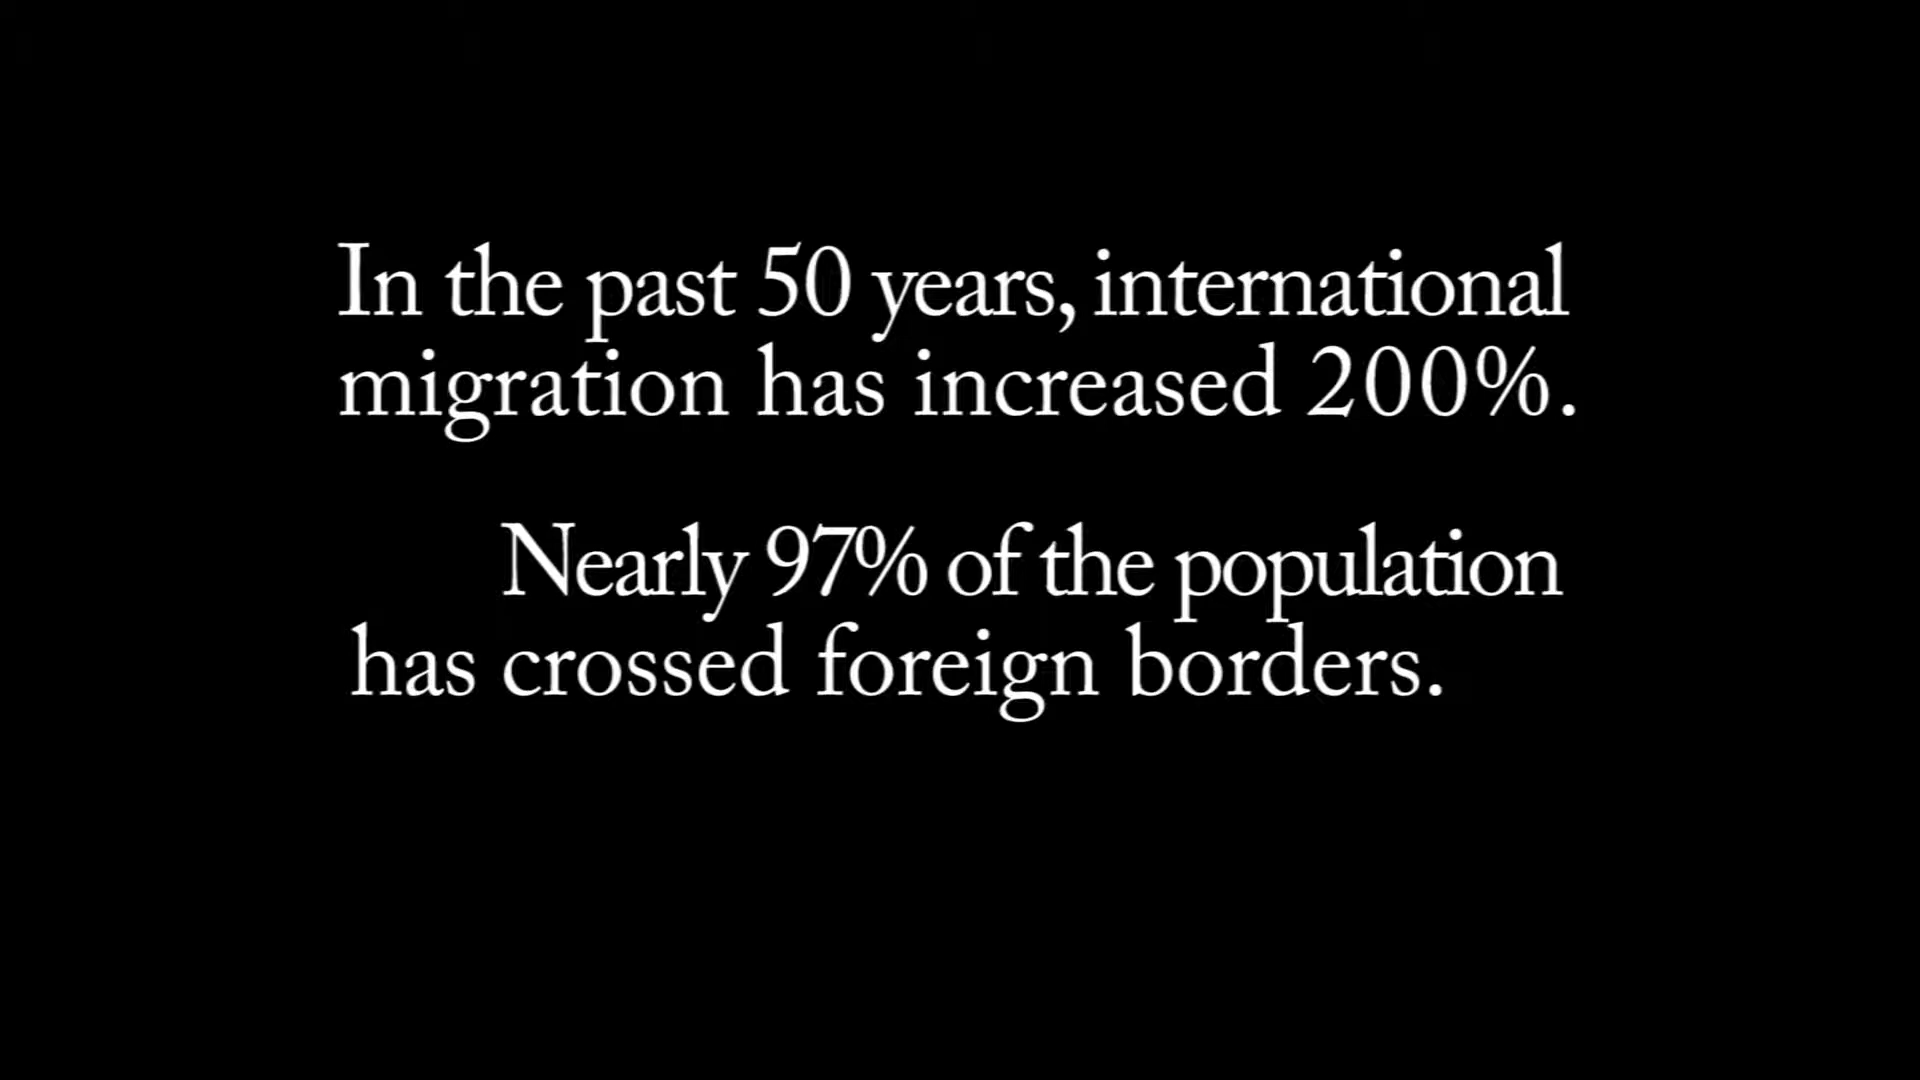 In the past 50 years, international
migration has increased 200%.
Nearly 97% of the population
has crossed foreign borders.